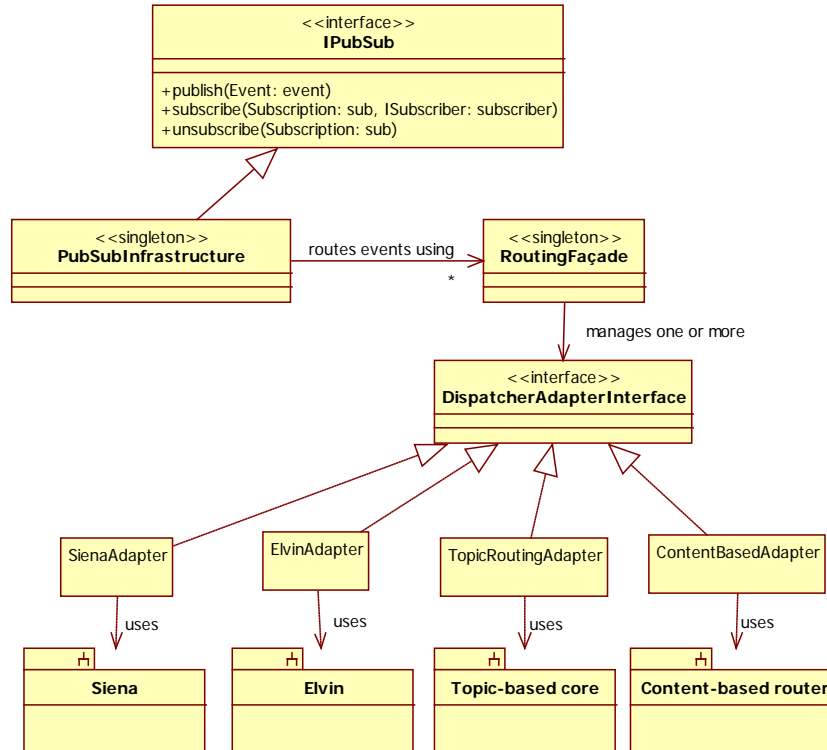 <<interface>>
IPubSub
+publish(Event: event)
+subscribe(Subscription: sub, ISubscriber: subscriber)
+unsubscribe(Subscription: sub)
<<singleton>>
PubSubInfrastructure
routes events using
*
<<singleton>>
RoutingFaçade
manages one or more
<<interface>>
DispatcherAdapterInterface
SienaAdapter
ElvinAdapter
TopicRoutingAdapter
ContentBasedAdapter
uses
uses
uses
uses
Siena
Elvin
Topic-based core
Content-based router